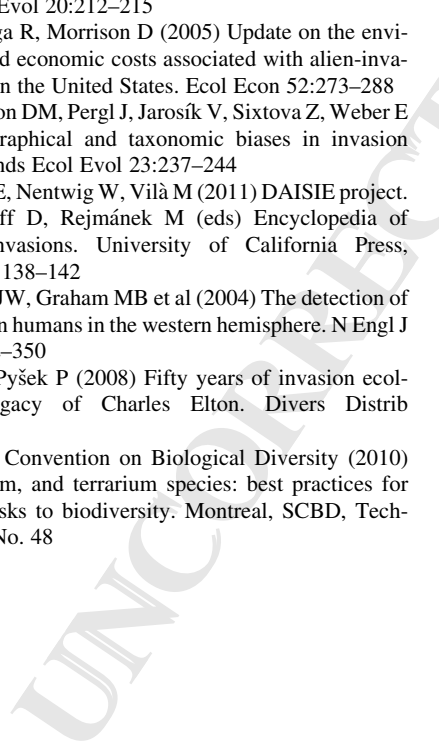 Evol 20:212–215
ga R, Morrison D (2005) Update on the envi-
d economic costs associated with alien-inva-
n the United States. Ecol Econ 52:273–288
on DM, Pergl J, Jarosík V, Sixtova Z, Weber E
raphical and taxonomic biases in invasion
nds Ecol Evol 23:237–244
E, Nentwig W, Vilà M (2011) DAISIE project.
ff D, Rejmánek M (eds) Encyclopedia of
nvasions. University of California Press,
138–142
JW, Graham MB et al (2004) The detection of
n humans in the western hemisphere. N Engl J
–350
Pyšek P (2008) Fifty years of invasion ecol-
gacy of Charles Elton. Divers Distrib
Convention on Biological Diversity (2010)
m, and terrarium species: best practices for
sks to biodiversity. Montreal, SCBD, Tech-
No. 48
UNCORRECT